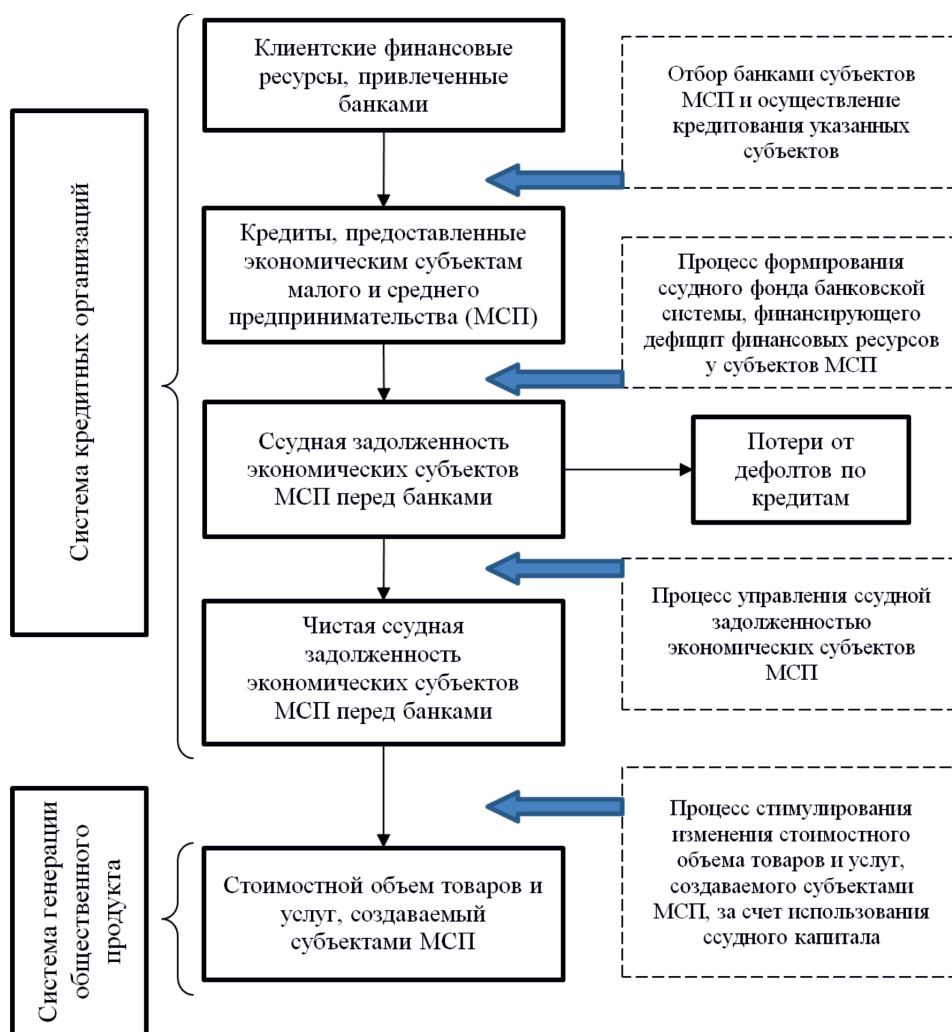 Система кредитных организаций
Клиентские финансовые
ресурсы, привлеченные
банками
Отбор банками субъектов
МСП и осуществление
кредитования указанных
субъектов
Кредиты, предоставленные
экономическим субъектам
малого и среднего
предпринимательства (МСП)
Процесс формирования
ссудного фонда банковской
системы, финансирующего
дефицит финансовых ресурсов
у субъектов МСП
Ссудная задолженность
экономических субъектов
МСП перед банками
Потери от
дефолтов по
кредитам
Процесс управления ссудной
задолженностью
экономических субъектов
МСП
Чистая ссудная
задолженность
экономических субъектов
МСП перед банками
Система генерации
общественного
продукта
Процесс стимулирования
изменения стоимостного
объема товаров и услуг,
создаваемого субъектами
МСП, за счет использования
ссудного капитала
Стоимостной объем товаров и
услуг, создаваемый
субъектами МСП